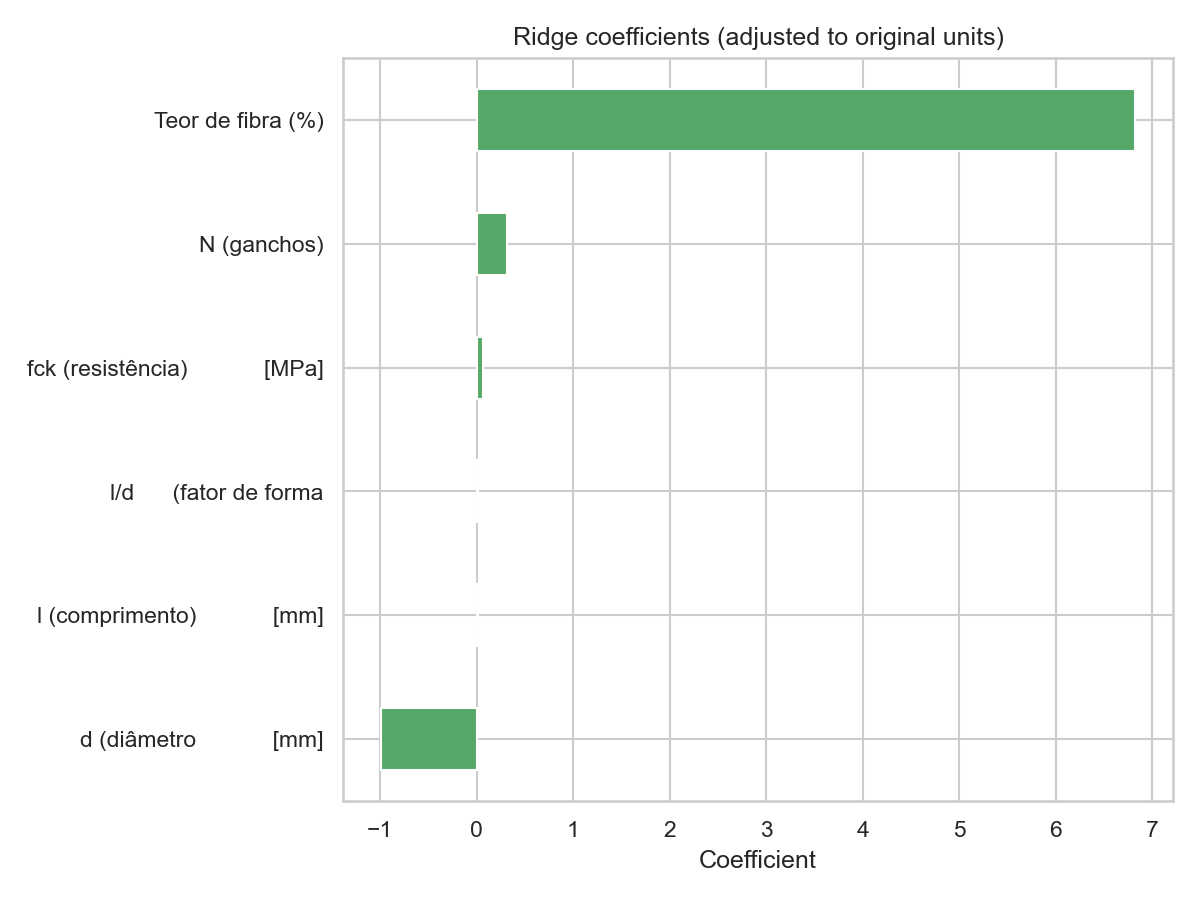 Ridge coefficients (adjusted to original units)
Teor de fibra (%)
N (ganchos)
fck (resistência) [MPa]
l/d (fator de forma
l (comprimento) [mm]
d (diâmetro [mm]
−1 0 1 2 3 4 5 6 7
Coefficient